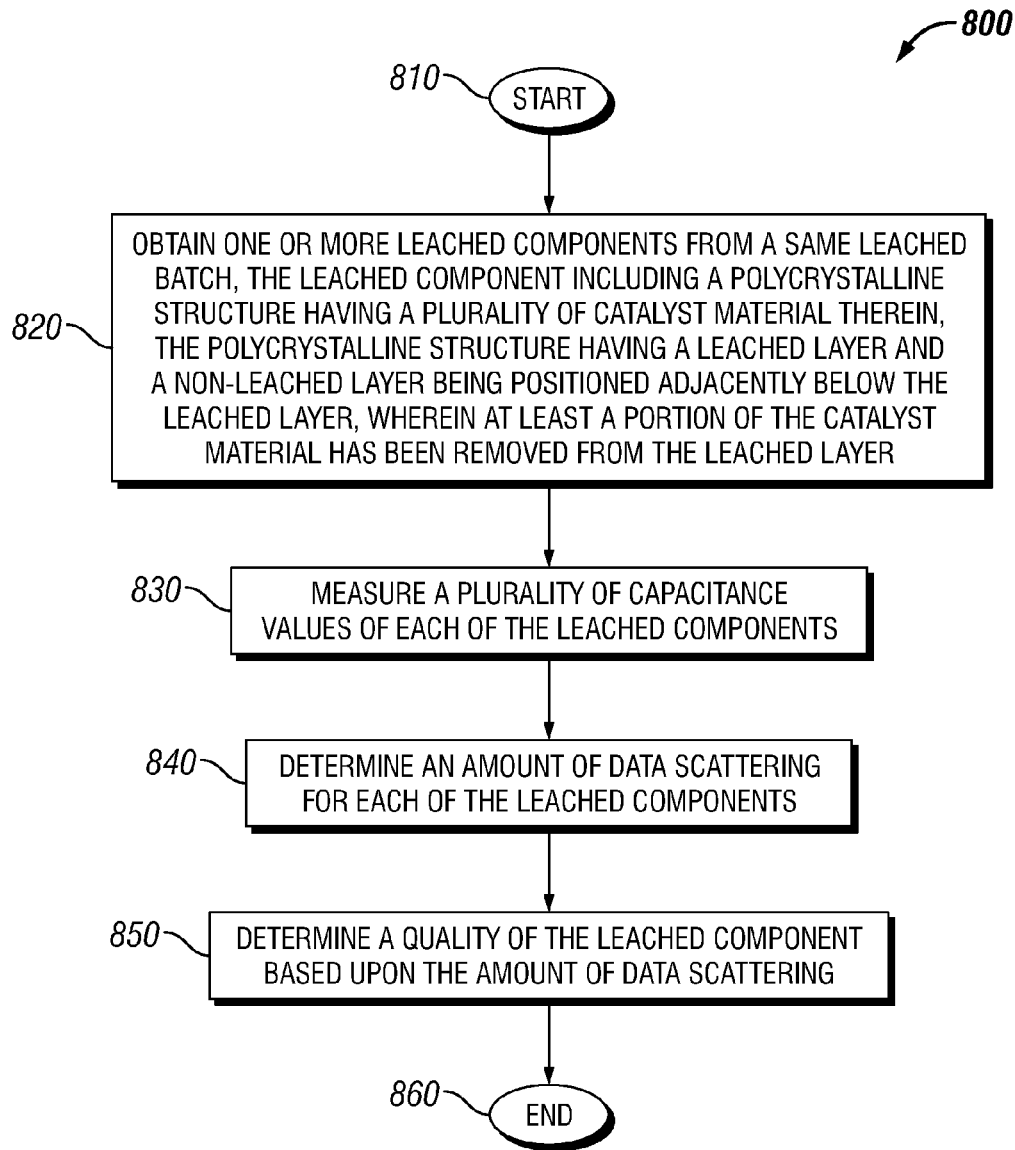 800
810
START
820
OBTAIN ONE OR MORE LEACHED COMPONENTS FROM A SAME LEACHED
BATCH, THE LEACHED COMPONENT INCLUDING A POLYCRYSTALLINE
STRUCTURE HAVING A PLURALITY OF CATALYST MATERIAL THEREIN,
THE POLYCRYSTALLINE STRUCTURE HAVING A LEACHED LAYER AND
A NON-LEACHED LAYER BEING POSITIONED ADJACENTLY BELOW THE
LEACHED LAYER, WHEREIN AT LEAST A PORTION OF THE CATALYST
MATERIAL HAS BEEN REMOVED FROM THE LEACHED LAYER
830
MEASURE A PLURALITY OF CAPACITANCE
VALUES OF EACH OF THE LEACHED COMPONENTS
840
DETERMINE AN AMOUNT OF DATA SCATTERING
FOR EACH OF THE LEACHED COMPONENTS
850
DETERMINE A QUALITY OF THE LEACHED COMPONENT
BASED UPON THE AMOUNT OF DATA SCATTERING
860
END